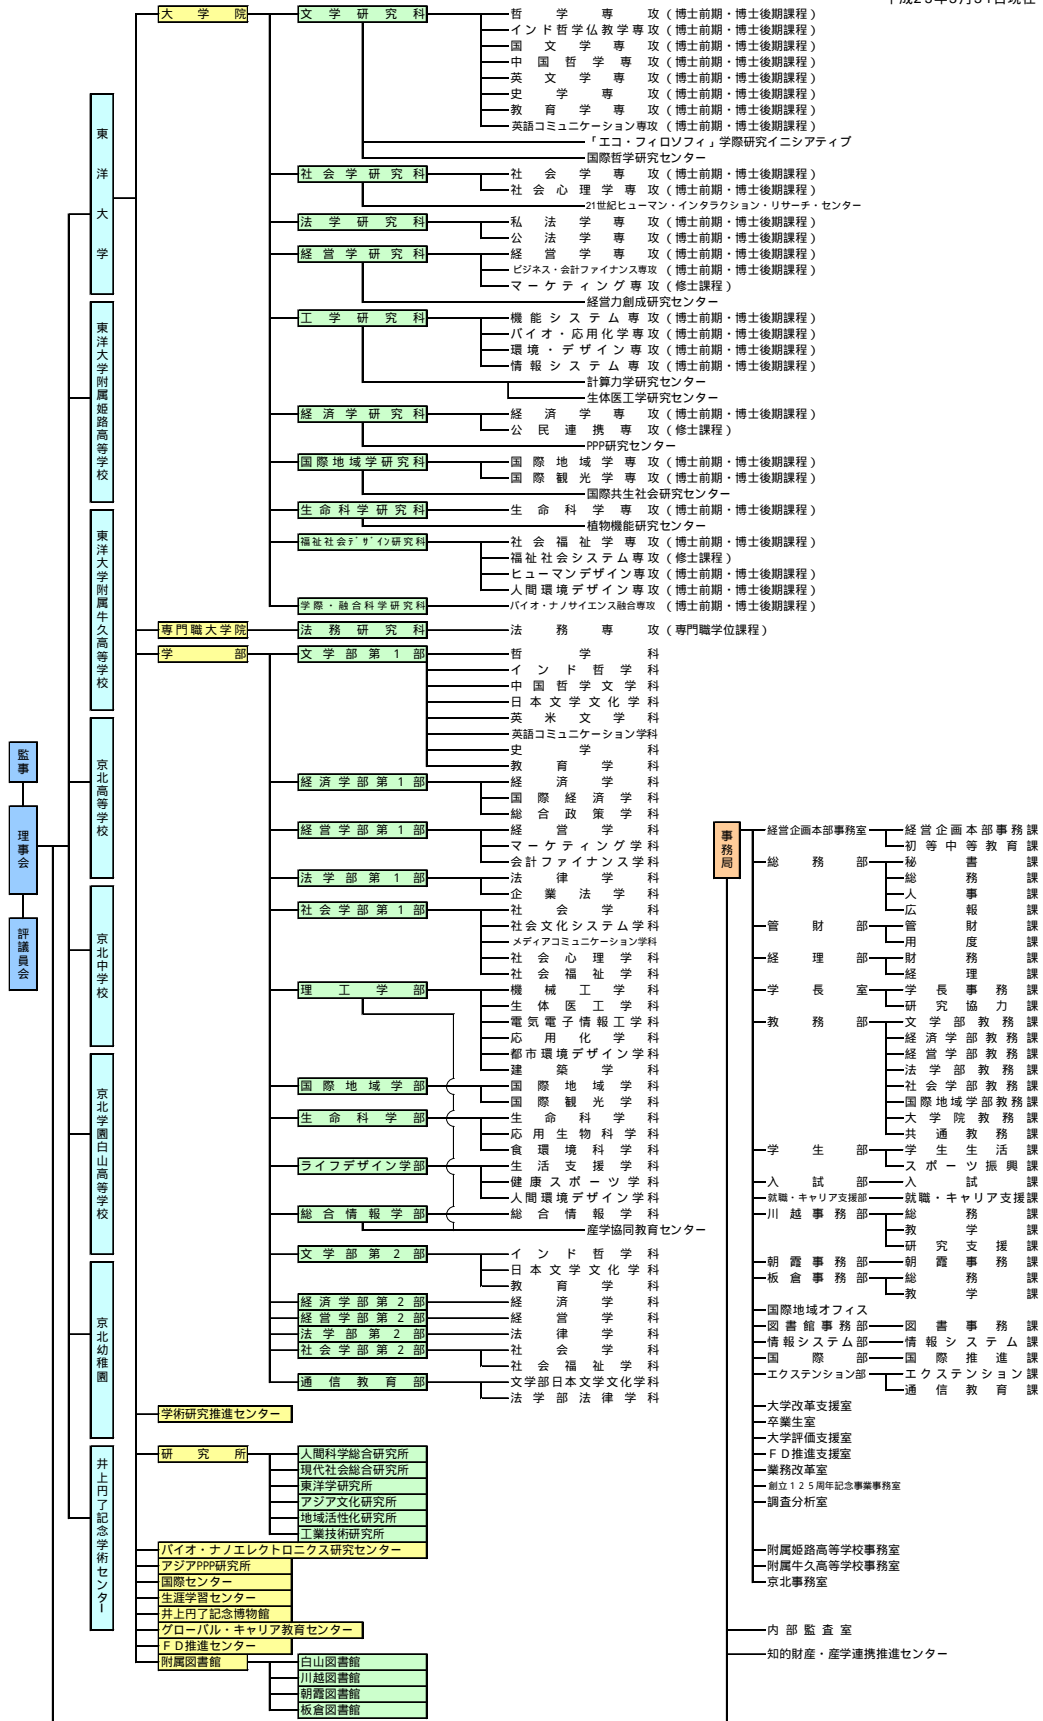 監事
理事会
評議員会
東洋大学
東洋大学附属姫路高等学校
東洋大学附属牛久高等学校
京北高等学校
京北中学校
京北学園白山高等学校
京北幼稚園
井上円了記念学術センター
大学院
文学研究科
哲学専攻(博士前期・博士後期課程)
インド哲学仏教学専攻(博士前期・博士後期課程)
国文学専攻(博士前期・博士後期課程)
中国哲学専攻(博士前期・博士後期課程)
英文学専攻(博士前期・博士後期課程)
史学専攻(博士前期・博士後期課程)
教育学専攻(博士前期・博士後期課程)
英語コミュニケーション専攻(博士前期・博士後期課程)
「エコ・フィロソフィ」学際研究イニシアティブ
国際哲学研究センター
社会学研究科
社会学専攻(博士前期・博士後期課程)
社会心理学専攻(博士前期・博士後期課程)
21世紀ヒューマン・インタラクション・リサーチ・センター
法学研究科
私法学専攻(博士前期・博士後期課程)
公法学専攻(博士前期・博士後期課程)
経営学研究科
経営学専攻(博士前期・博士後期課程)
ビジネス・会計ファイナンス専攻(博士前期・博士後期課程)
マーケティング専攻(修士課程)
経営力創成研究センター
工学研究科
機能システム専攻(博士前期・博士後期課程)
バイオ・応用化学専攻(博士前期・博士後期課程)
環境・デザイン専攻(博士前期・博士後期課程)
情報システム専攻(博士前期・博士後期課程)
計算力学研究センター
生体医工学研究センター
経済学研究科
経済学専攻(博士前期・博士後期課程)
公民連携専攻(修士課程)
PPP研究センター
国際地域学研究科
国際地域学専攻(博士前期・博士後期課程)
国際観光学専攻(博士前期・博士後期課程)
国際共生社会研究センター
生命科学研究科
生命科学専攻(博士前期・博士後期課程)
植物機能研究センター
福祉社会デザイン研究科
社会福祉学専攻(博士前期・博士後期課程)
福祉社会システム専攻(修士課程)
ヒューマンデザイン専攻(博士前期・博士後期課程)
人間環境デザイン専攻(博士前期・博士後期課程)
学際・融合科学研究科
バイオ・ナノサイエンス融合専攻(博士前期・博士後期課程)
専門職大学院
法務研究科
法務専攻(専門職学位課程)
学部
文学部第1部
哲学科
インド哲学科
中国哲学文学科
日本文学文化学科
英米文学科
英語コミュニケーション学科
史学科
教育学科
経済学部第1部
経済学科
国際経済学科
総合政策学科
経営学部第1部
経営学科
マーケティング学科
会計ファイナンス学科
法学部第1部
法律学科
企業法学科
社会学部第1部
社会学科
社会文化システム学科
メディアコミュニケーション学科
社会心理学科
社会福祉学科
理工学部
機械工学科
生体医工学科
電気電子情報工学科
応用化学科
都市環境デザイン学科
建築学科
国際地域学部
国際地域学科
国際観光学科
生命科学部
生命科学科
応用生物科学科
食環境科学科
ライフデザイン学部
生活支援学科
健康スポーツ学科
人間環境デザイン学科
総合情報学部
総合情報学科
産学協同教育センター
文学部第2部
インド哲学科
日本文学文化学科
教育学科
経済学部第2部
経済学科
経営学部第2部
経営学科
法学部第2部
法律学科
社会学部第2部
社会学科
社会福祉学科
通信教育部
文学部日本文学文化学科
法学部法律学科
学術研究推進センター
研究所
人間科学総合研究所
現代社会総合研究所
東洋学研究所
アジア文化研究所
地域活性化研究所
工業技術研究所
バイオ・ナノエレクトロニクス研究センター
アジアPPP研究所
国際センター
生涯学習センター
井上円了記念博物館
グローバル・キャリア教育センター
FD推進センター
附属図書館
白山図書館
川越図書館
朝霞図書館
板倉図書館
事務局
経営企画本部事務室
経営企画本部事務課
初等中等教育課
総務部
秘書課
総務課
人事課
広報課
管財部
管財課
用度課
経理部
財務課
経理課
学長室
学長事務課
研究協力課
教務部
文学部教務課
経済学部教務課
経営学部教務課
法学部教務課
社会学部教務課
国際地域学部教務課
大学院教務課
共通教務課
学生部
学生生活課
スポーツ振興課
入試部
入試課
就職・キャリア支援部
就職・キャリア支援課
川越事務部
総務課
教学課
研究支援課
朝霞事務部
朝霞事務課
板倉事務部
総務課
教学課
国際地域オフィス
図書館事務部
図書事務課
情報システム部
情報システム課
国際部
国際推進課
エクステンション部
エクステンション課
通信教育課
大学改革支援室
卒業生室
大学評価支援室
FD推進支援室
業務改革室
創立125周年記念事業事務室
調査分析室
附属姫路高等学校事務室
附属牛久高等学校事務室
京北事務室
内部監査室
知的財産・産学連携推進センター